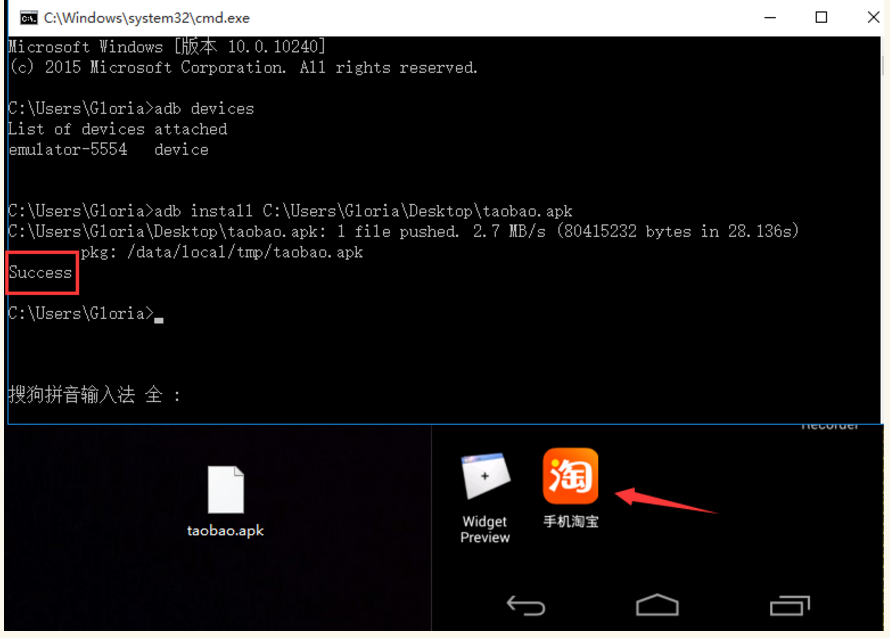 C:\Windows\system32\cmd.exe
Microsoft Windows [版本 10.0.10240]
(c) 2015 Microsoft Corporation. All rights reserved.
C:\Users\Gloria>adb devices
List of devices attached
emulator-5554   device
C:\Users\Gloria>adb install C:\Users\Gloria\Desktop\taobao.apk
C:\Users\Gloria\Desktop\taobao.apk: 1 file pushed. 2.7 MB/s (80415232 bytes in 28.136s)
pkg: /data/local/tmp/taobao.apk
Success
C:\Users\Gloria>_
搜狗拼音输入法 全 :
Recorder
淘
taobao.apk
Widget
Preview
手机淘宝